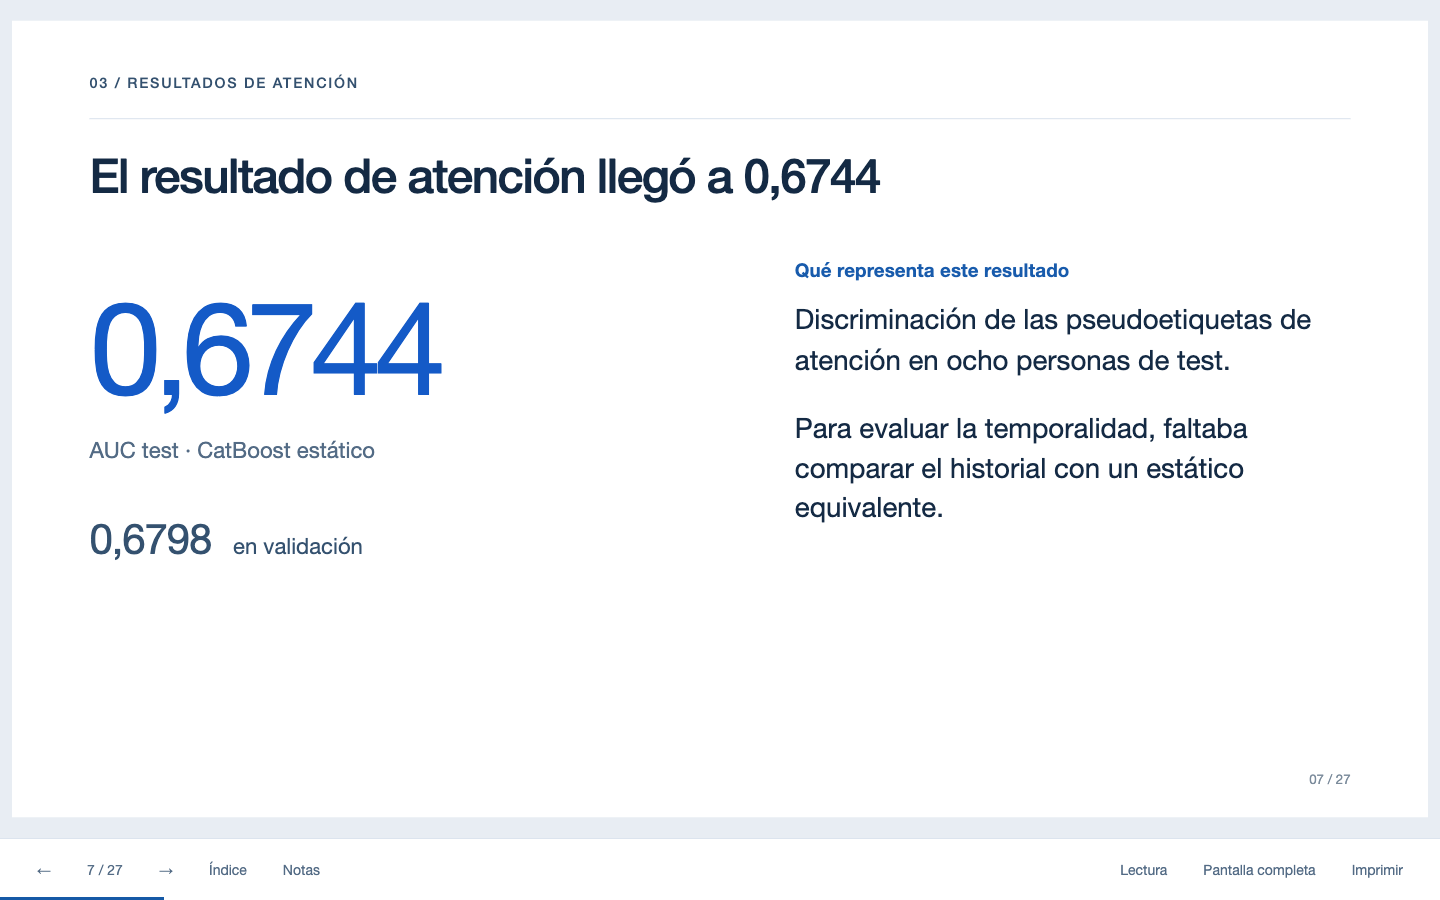 03 / RESULTADOS DE ATENCIÓN
El resultado de atención llegó a 0,6744
0,6744
AUC test · CatBoost estático
0,6798 en validación
Qué representa este resultado
Discriminación de las pseudoetiquetas de
atención en ocho personas de test.
Para evaluar la temporalidad, faltaba
comparar el historial con un estático
equivalente.
07 / 27
← 7 / 27 → Índice Notas Lectura Pantalla completa Imprimir